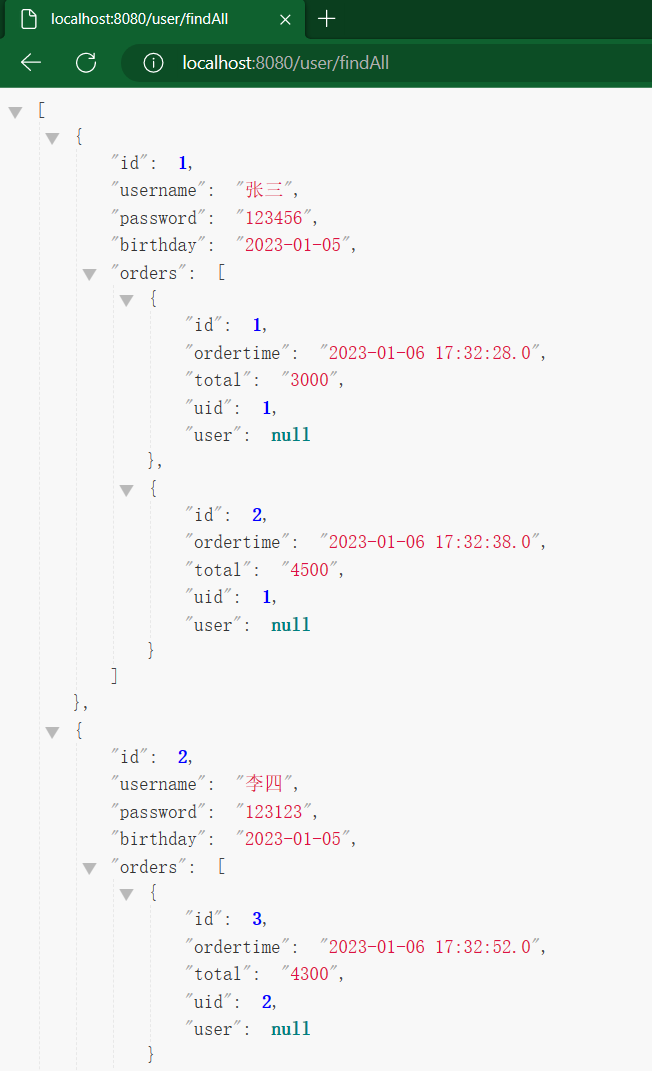 localhost:8080/user/findAll
localhost:8080/user/findAll
[
{
"id": 1,
"username": "张三",
"password": "123456",
"birthday": "2023-01-05",
"orders": [
{
"id": 1,
"ordertime": "2023-01-06 17:32:28.0",
"total": "3000",
"uid": 1,
"user": null
},
{
"id": 2,
"ordertime": "2023-01-06 17:32:38.0",
"total": "4500",
"uid": 1,
"user": null
}
]
},
{
"id": 2,
"username": "李四",
"password": "123123",
"birthday": "2023-01-05",
"orders": [
{
"id": 3,
"ordertime": "2023-01-06 17:32:52.0",
"total": "4300",
"uid": 2,
"user": null
}